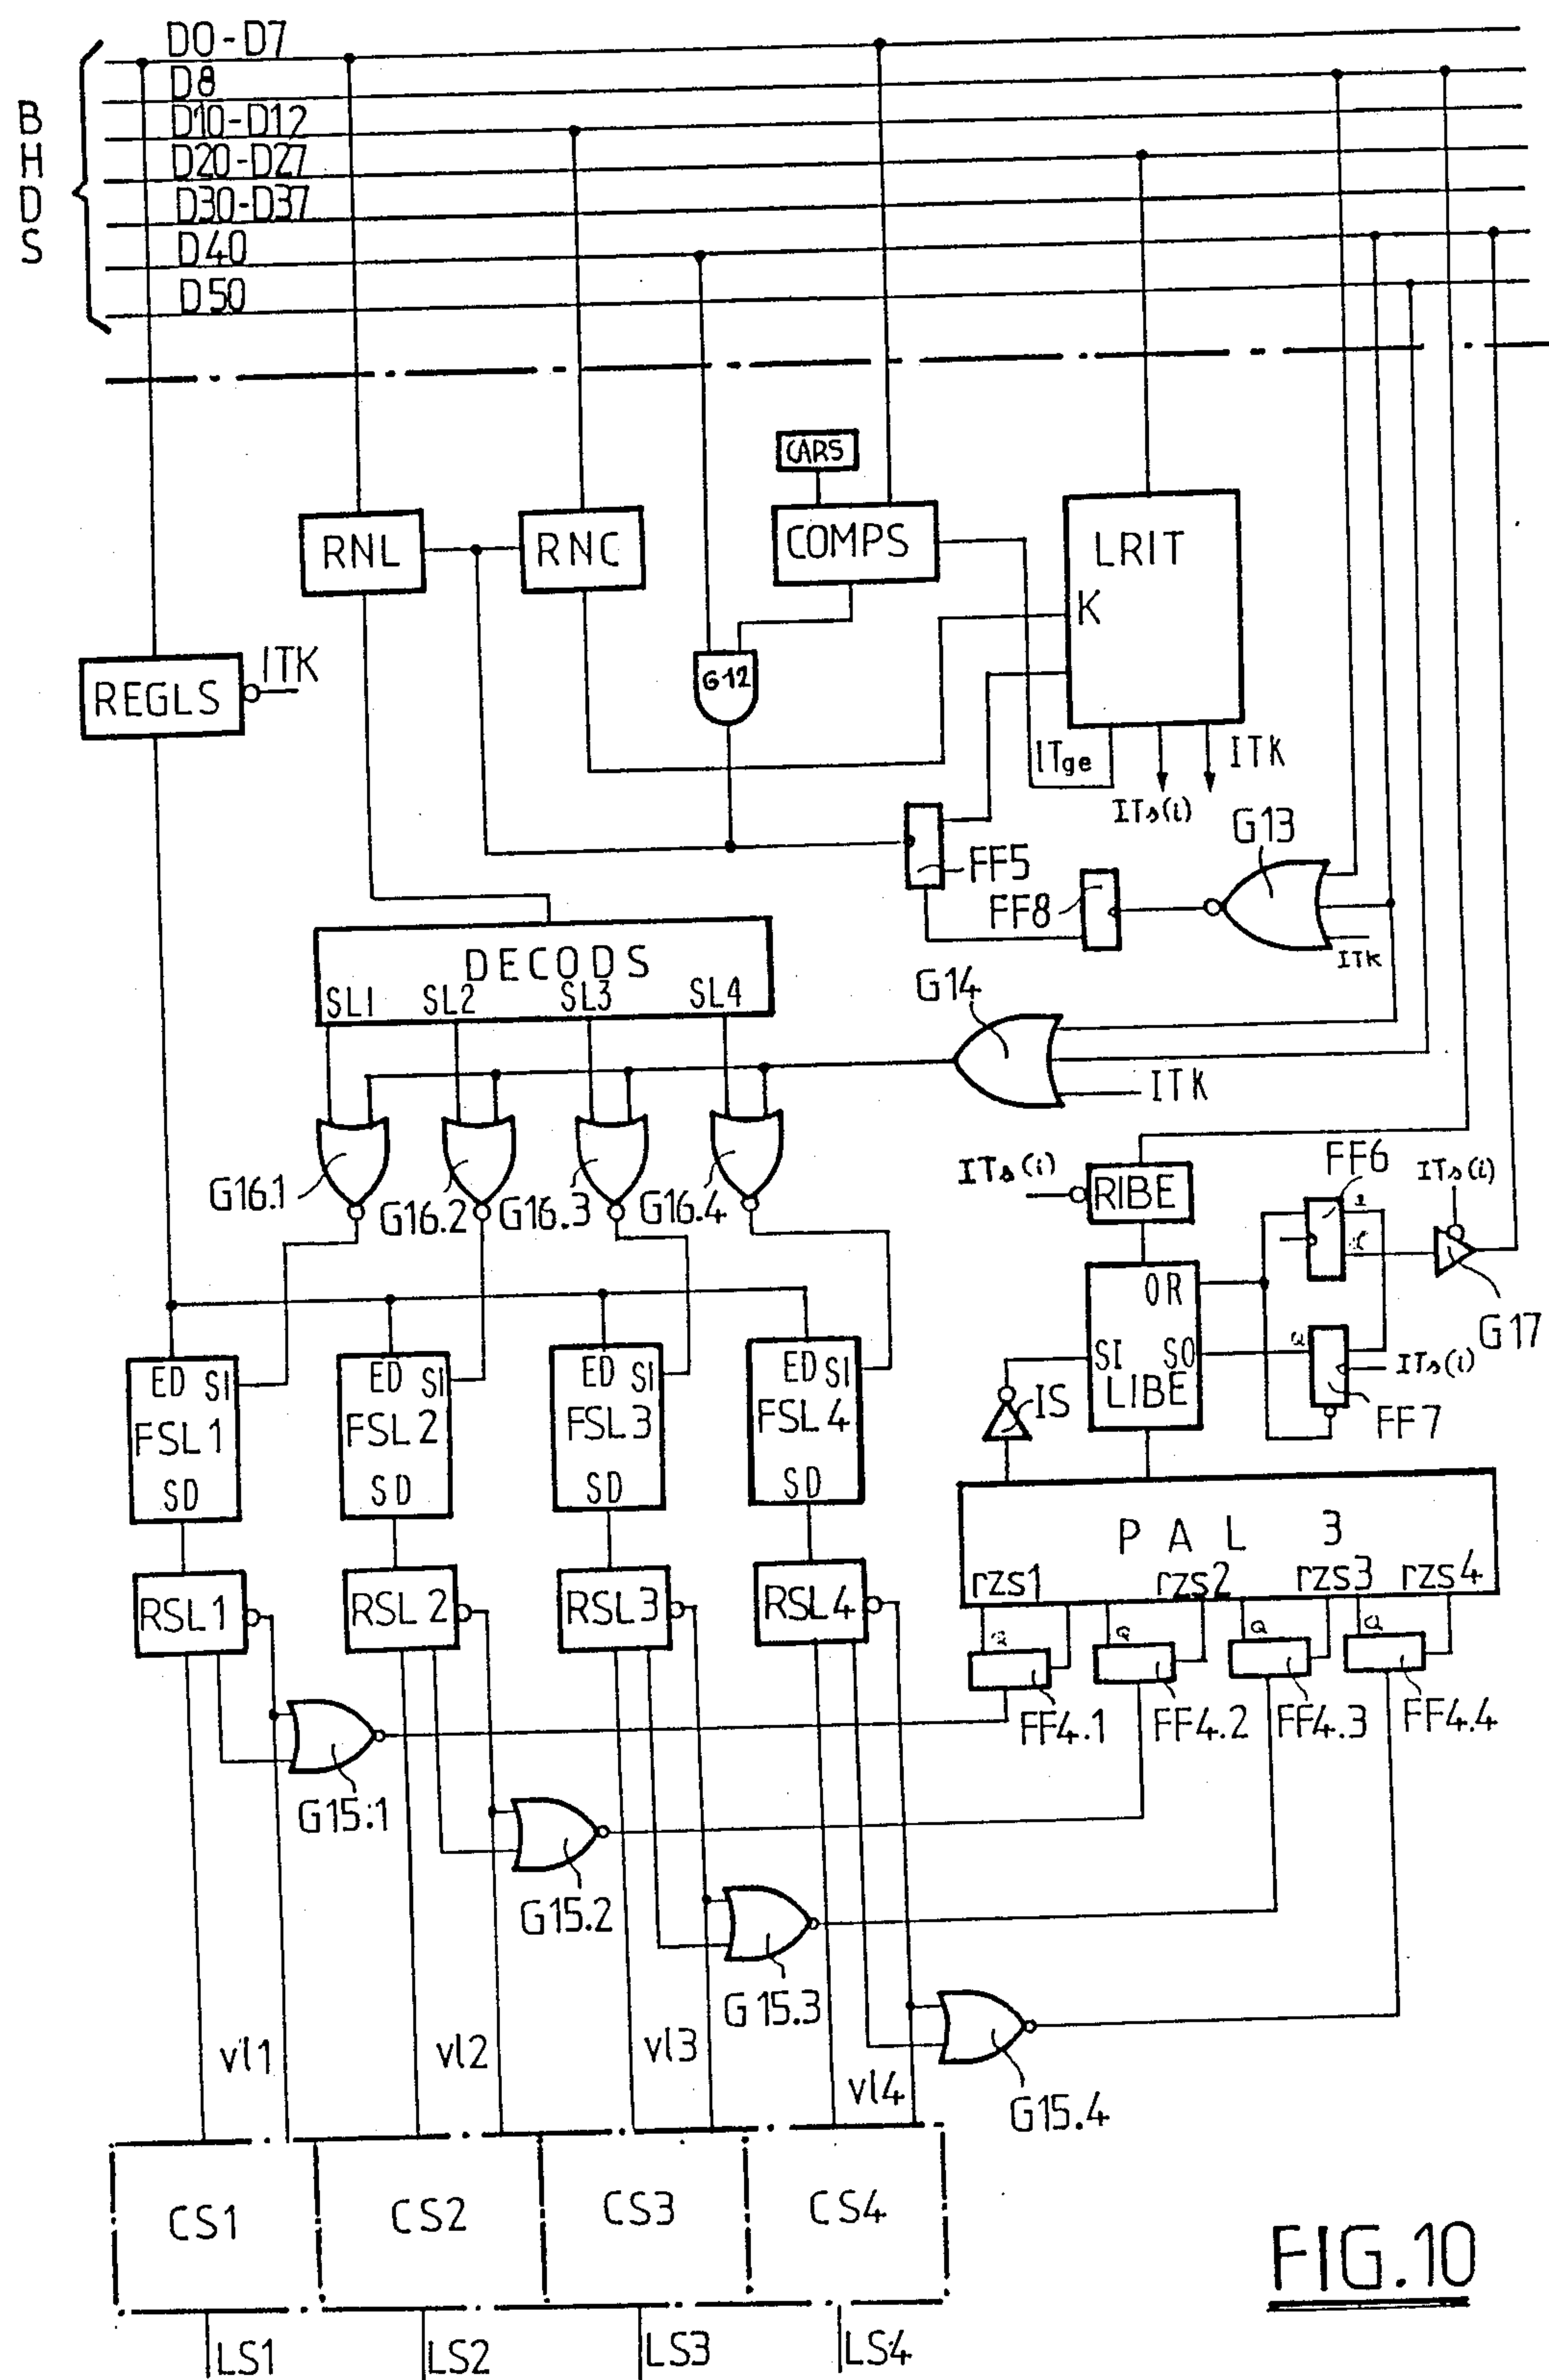 D0-D7
D8
D10-D12
D20-D27
D30-D37
D40
D50
B
H
D
S
CARS
RNL
RNC
COMPS
LRIT
K
G12
REGLS
ITK
ITge
ITs(i)
ITK
FF5
FF8
G13
ITK
DECODS
SL1 SL2 SL3 SL4
G14
ITK
G16.1
G16.2
G16.3
G16.4
ITs(i)
RIBE
FF6
ITs(i)
G17
OR
SI SO
LIBE
IS
Q
ITs(i)
FF7
ED SI
FSL1
SD
ED SI
FSL2
SD
ED SI
FSL3
SD
ED SI
FSL4
SD
PAL 3
rzs1 rzs2 rzs3 rzs4
RSL1
RSL2
RSL3
RSL4
Q
Q
Q
Q
FF4.1
FF4.2
FF4.3
FF4.4
G15.1
G15.2
G15.3
G15.4
vl1
vl2
vl3
vl4
CS1
CS2
CS3
CS4
LS1
LS2
LS3
LS4
FIG.10